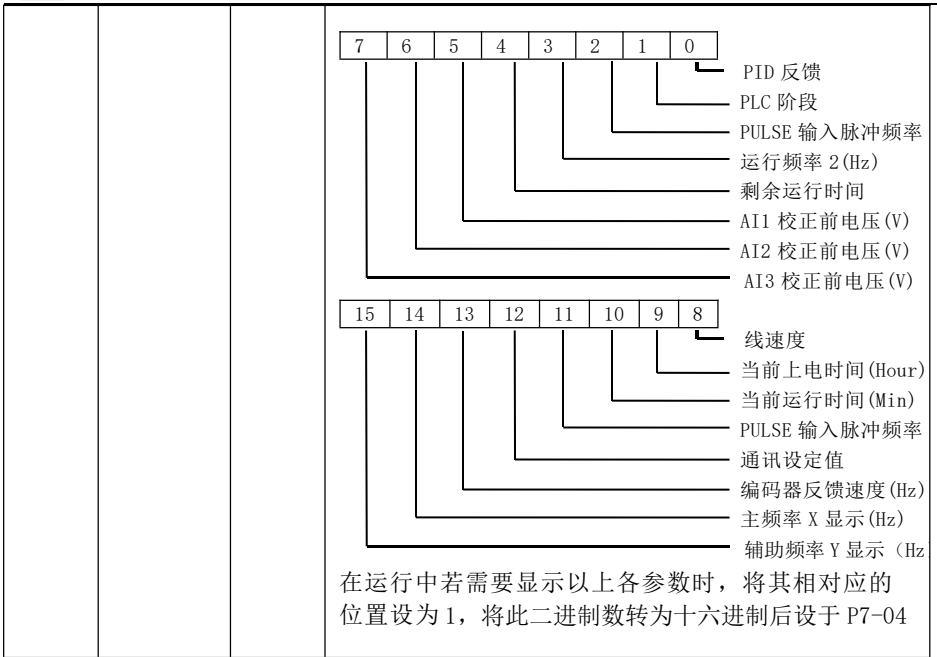 7 6 5 4 3 2 1 0
PID 反馈
PLC 阶段
PULSE 输入脉冲频率
运行频率 2(Hz)
剩余运行时间
AI1 校正前电压(V)
AI2 校正前电压(V)
AI3 校正前电压(V)
15 14 13 12 11 10 9 8
线速度
当前上电时间(Hour)
当前运行时间(Min)
PULSE 输入脉冲频率
通讯设定值
编码器反馈速度(Hz)
主频率 X 显示(Hz)
辅助频率 Y 显示（Hz
在运行中若需要显示以上各参数时，将其相对应的
位置设为 1，将此二进制数转为十六进制后设于 P7-04